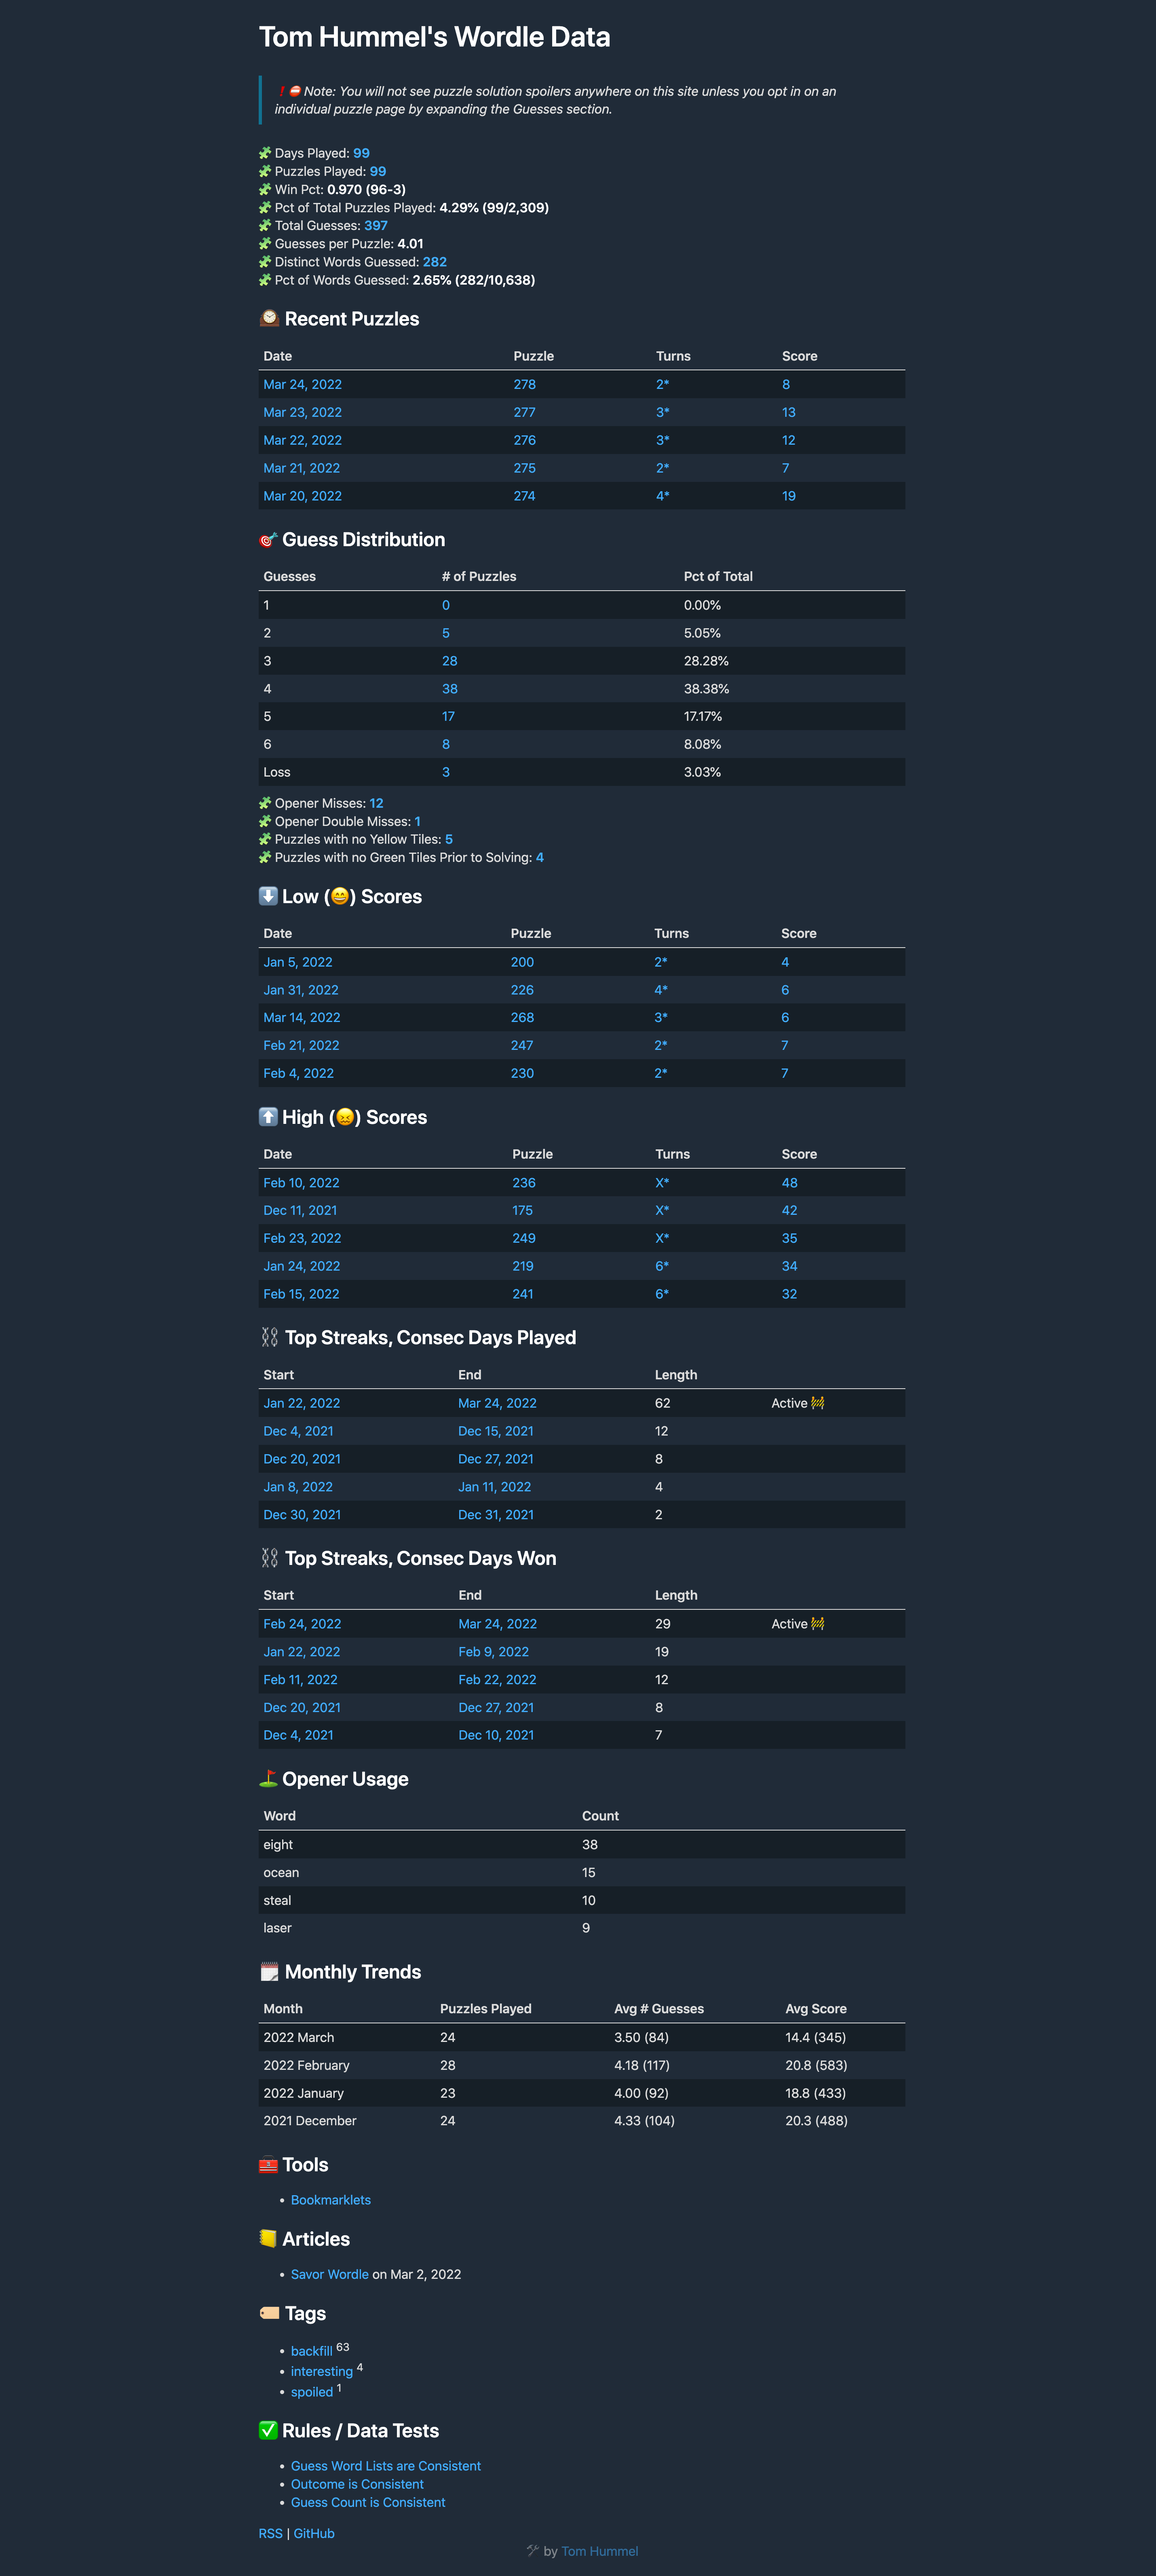 Tom Hummel's Wordle Data
❗⛔ Note: You will not see puzzle solution spoilers anywhere on this site unless you opt in on an
individual puzzle page by expanding the Guesses section.
🧩 Days Played: 99
🧩 Puzzles Played: 99
🧩 Win Pct: 0.970 (96-3)
🧩 Pct of Total Puzzles Played: 4.29% (99/2,309)
🧩 Total Guesses: 397
🧩 Guesses per Puzzle: 4.01
🧩 Distinct Words Guessed: 282
🧩 Pct of Words Guessed: 2.65% (282/10,638)
🕰️ Recent Puzzles
Date Puzzle Turns Score
Mar 24, 2022 278 2* 8
Mar 23, 2022 277 3* 13
Mar 22, 2022 276 3* 12
Mar 21, 2022 275 2* 7
Mar 20, 2022 274 4* 19
🎯 Guess Distribution
Guesses # of Puzzles Pct of Total
1 0 0.00%
2 5 5.05%
3 28 28.28%
4 38 38.38%
5 17 17.17%
6 8 8.08%
Loss 3 3.03%
🧩 Opener Misses: 12
🧩 Opener Double Misses: 1
🧩 Puzzles with no Yellow Tiles: 5
🧩 Puzzles with no Green Tiles Prior to Solving: 4
⬇️ Low (😄) Scores
Date Puzzle Turns Score
Jan 5, 2022 200 2* 4
Jan 31, 2022 226 4* 6
Mar 14, 2022 268 3* 6
Feb 21, 2022 247 2* 7
Feb 4, 2022 230 2* 7
⬆️ High (😖) Scores
Date Puzzle Turns Score
Feb 10, 2022 236 X* 48
Dec 11, 2021 175 X* 42
Feb 23, 2022 249 X* 35
Jan 24, 2022 219 6* 34
Feb 15, 2022 241 6* 32
⛓️ Top Streaks, Consec Days Played
Start End Length
Jan 22, 2022 Mar 24, 2022 62 Active 🚧
Dec 4, 2021 Dec 15, 2021 12
Dec 20, 2021 Dec 27, 2021 8
Jan 8, 2022 Jan 11, 2022 4
Dec 30, 2021 Dec 31, 2021 2
⛓️ Top Streaks, Consec Days Won
Start End Length
Feb 24, 2022 Mar 24, 2022 29 Active 🚧
Jan 22, 2022 Feb 9, 2022 19
Feb 11, 2022 Feb 22, 2022 12
Dec 20, 2021 Dec 27, 2021 8
Dec 4, 2021 Dec 10, 2021 7
⛳ Opener Usage
Word Count
eight 38
ocean 15
steal 10
laser 9
🗓️ Monthly Trends
Month Puzzles Played Avg # Guesses Avg Score
2022 March 24 3.50 (84) 14.4 (345)
2022 February 28 4.18 (117) 20.8 (583)
2022 January 23 4.00 (92) 18.8 (433)
2021 December 24 4.33 (104) 20.3 (488)
🧰 Tools
• Bookmarklets
📒 Articles
• Savor Wordle on Mar 2, 2022
🏷️ Tags
• backfill 63
• interesting 4
• spoiled 1
✅ Rules / Data Tests
• Guess Word Lists are Consistent
• Outcome is Consistent
• Guess Count is Consistent
RSS | GitHub
🛠️ by Tom Hummel